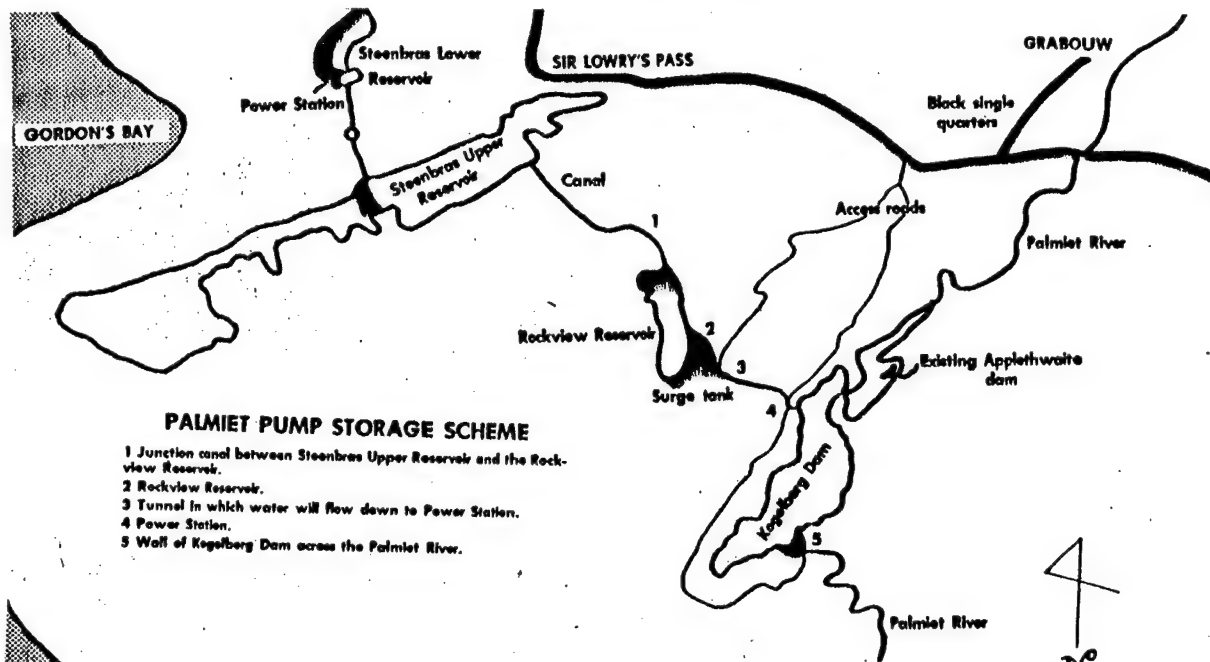 Steenbras Lower
Reservoir
Power Station
GORDON'S BAY
SIR LOWRY'S PASS
GRABOUW
Black single
quarters
Steenbras Upper
Reservoir
Canal
Access roads
Palmiet River
1
Rockview Reservoir
2
3
Surge tank
4
Existing Applethwaite
dam
Kogelberg Dam
5
Palmiet River
PALMIET PUMP STORAGE SCHEME
1 Junction canal between Steenbras Upper Reservoir and the Rock-
view Reservoir.
2 Rockview Reservoir.
3 Tunnel in which water will flow down to Power Station.
4 Power Station.
5 Wall of Kogelberg Dam across the Palmiet River.